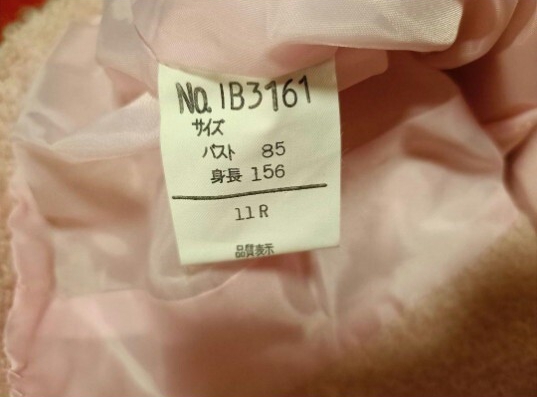 No. IB3161
サイズ
バスト 85
身長 156
11R
品質表示